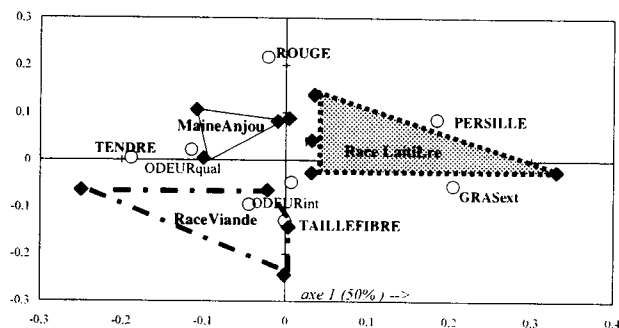 0.3
ROUGE
0.2
0.1
PERSILLE
MaineAnjou
TENDRE
Race LattiLre
0
ODEURqual
GRASext
-0.1
ODEURint
RaceViande
TAILLEFIBRE
-0.2
axe 1 (50% ) -->
-0.3
-0.3 -0.2 -0.1 0 0.1 0.2 0.3 0.4